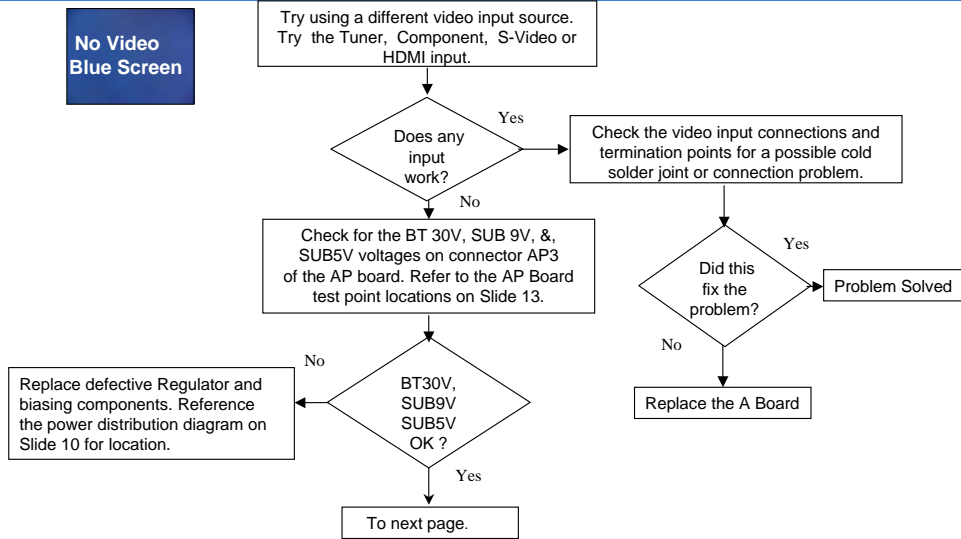 No Video
Blue Screen
Try using a different video input source.
Try the Tuner, Component, S-Video or
HDMI input.
Does any
input
work?
Yes
Check the video input connections and
termination points for a possible cold
solder joint or connection problem.
No
Check for the BT 30V, SUB 9V, &,
SUB5V voltages on connector AP3
of the AP board. Refer to the AP Board
test point locations on Slide 13.
Did this
fix the
problem?
Yes
Problem Solved
No
Replace the A Board
BT30V,
SUB9V
SUB5V
OK ?
No
Replace defective Regulator and
biasing components. Reference
the power distribution diagram on
Slide 10 for location.
Yes
To next page.